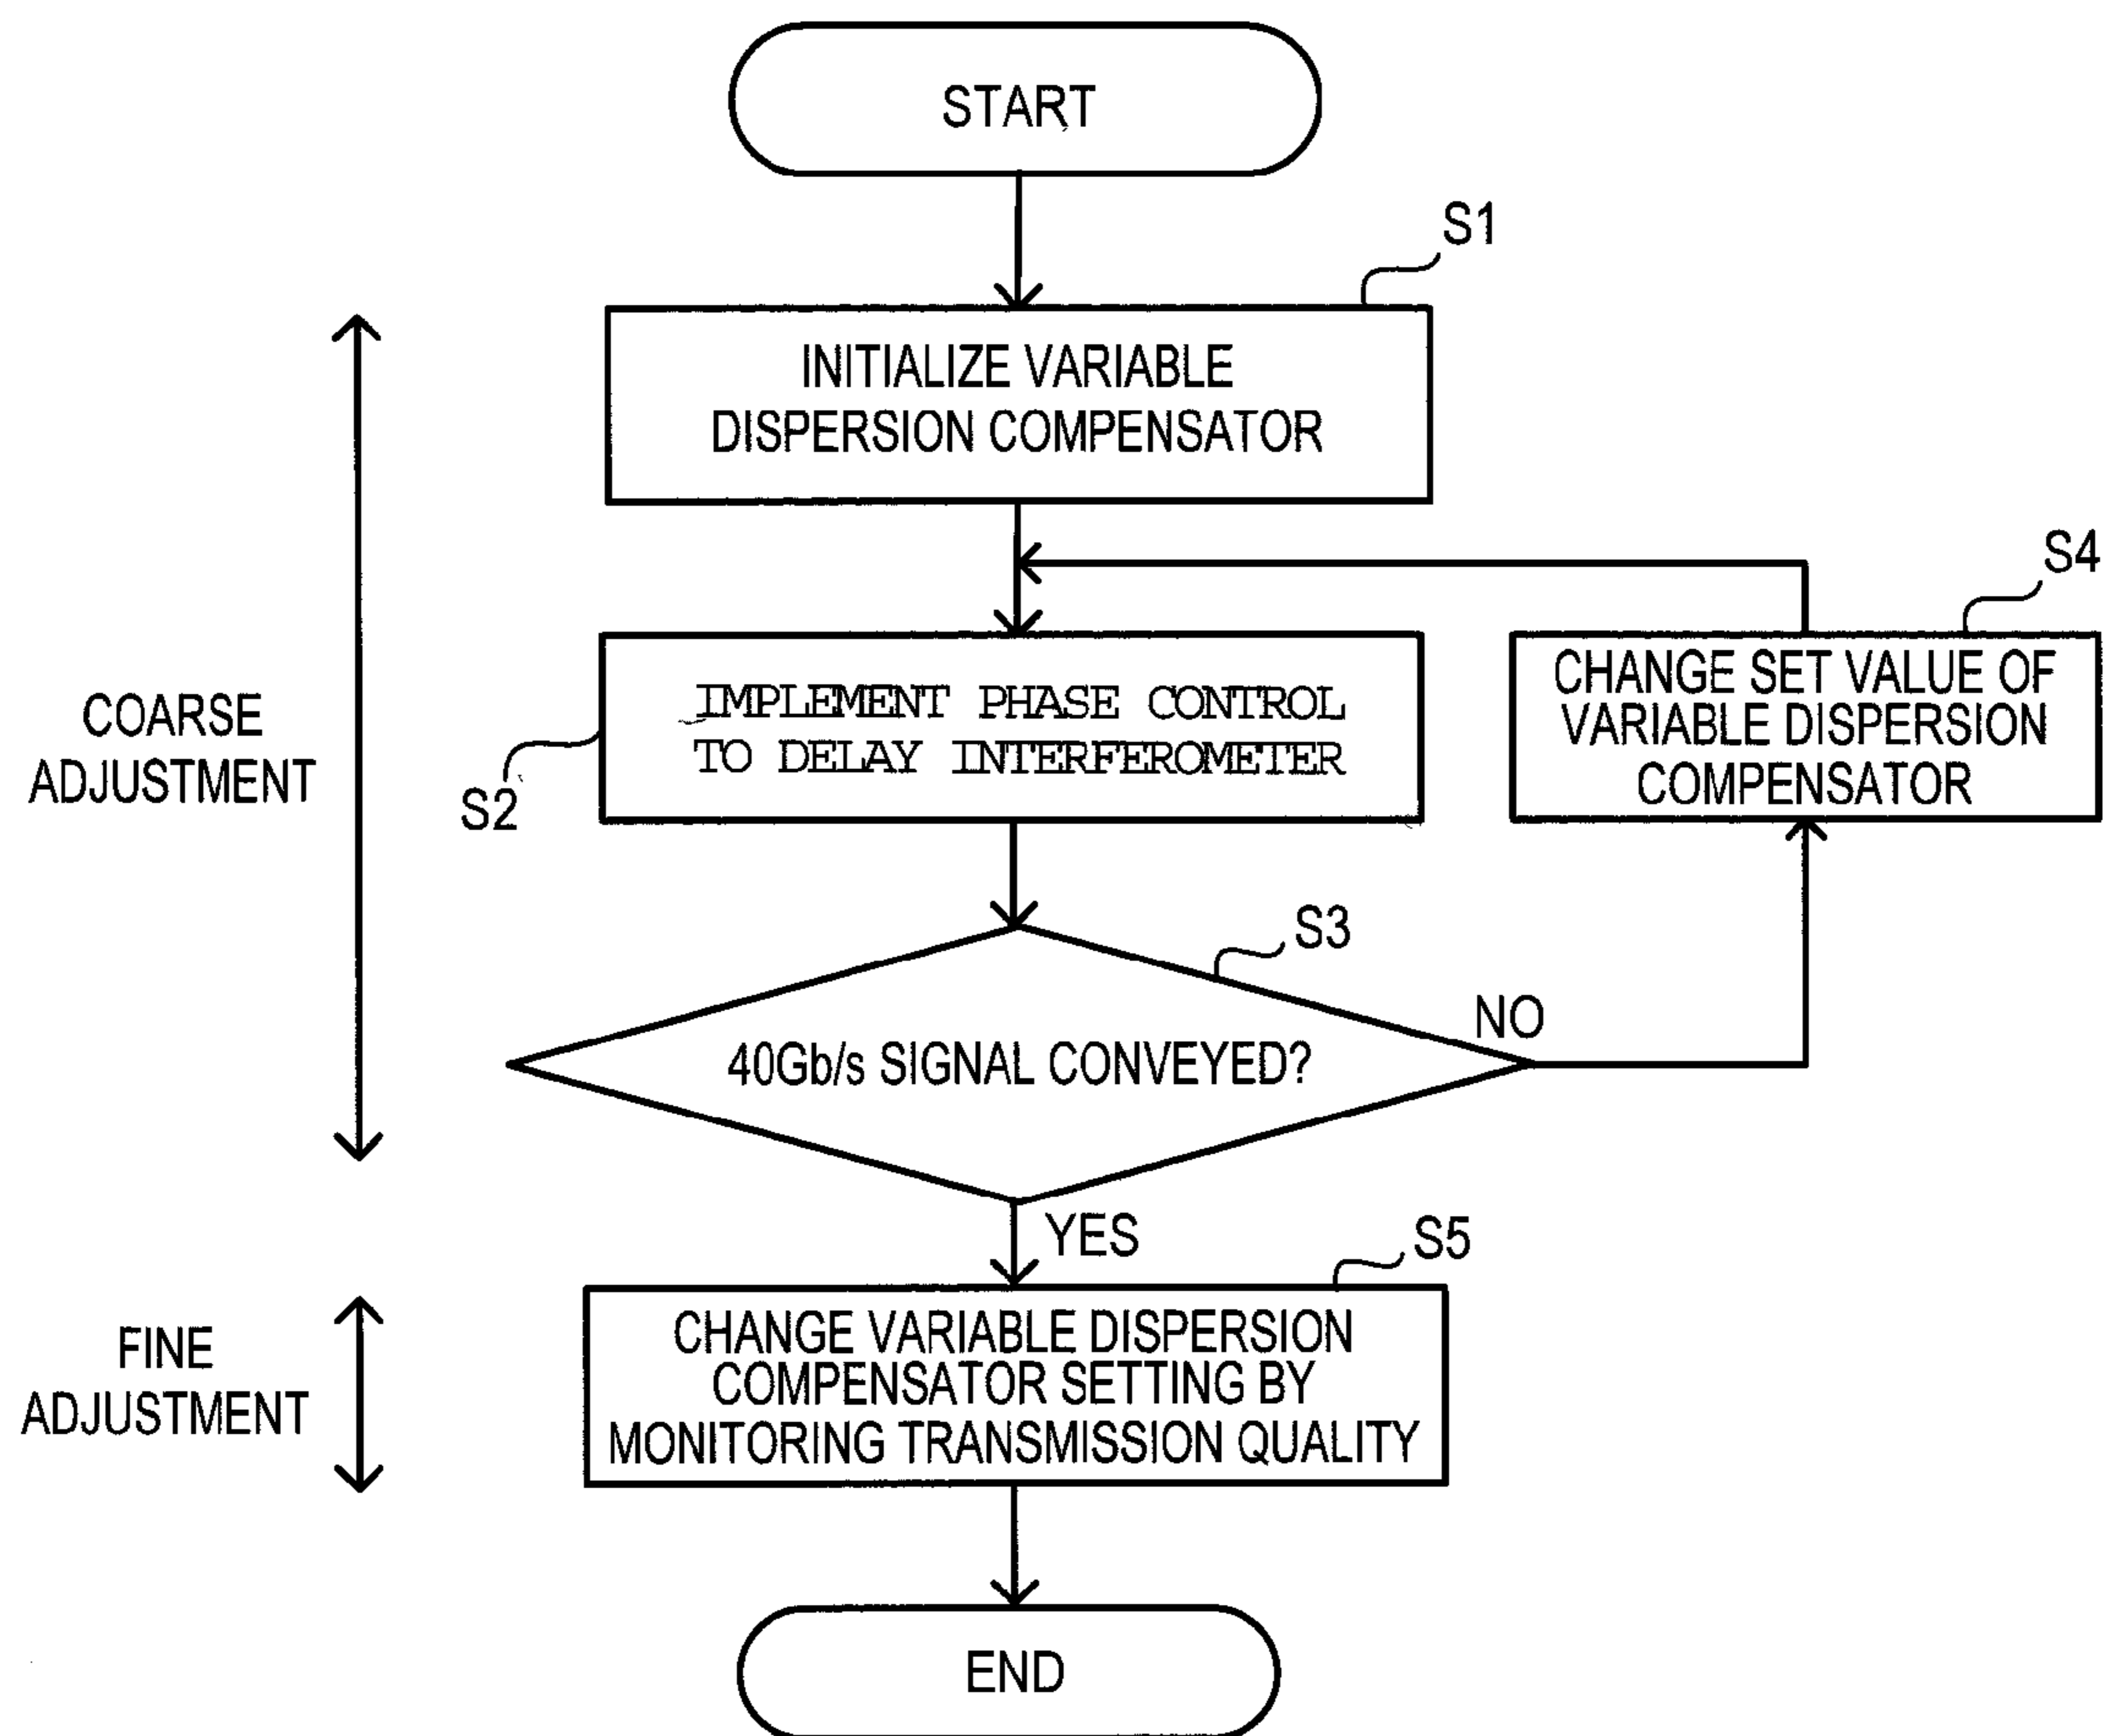 START
S1
INITIALIZE VARIABLE
DISPERSION COMPENSATOR
S4
CHANGE SET VALUE OF
VARIABLE DISPERSION
COMPENSATOR
COARSE
ADJUSTMENT
IMPLEMENT PHASE CONTROL
TO DELAY INTERFEROMETER
S2
S3
NO
40Gb/s SIGNAL CONVEYED?
YES
S5
FINE
ADJUSTMENT
CHANGE VARIABLE DISPERSION
COMPENSATOR SETTING BY
MONITORING TRANSMISSION QUALITY
END